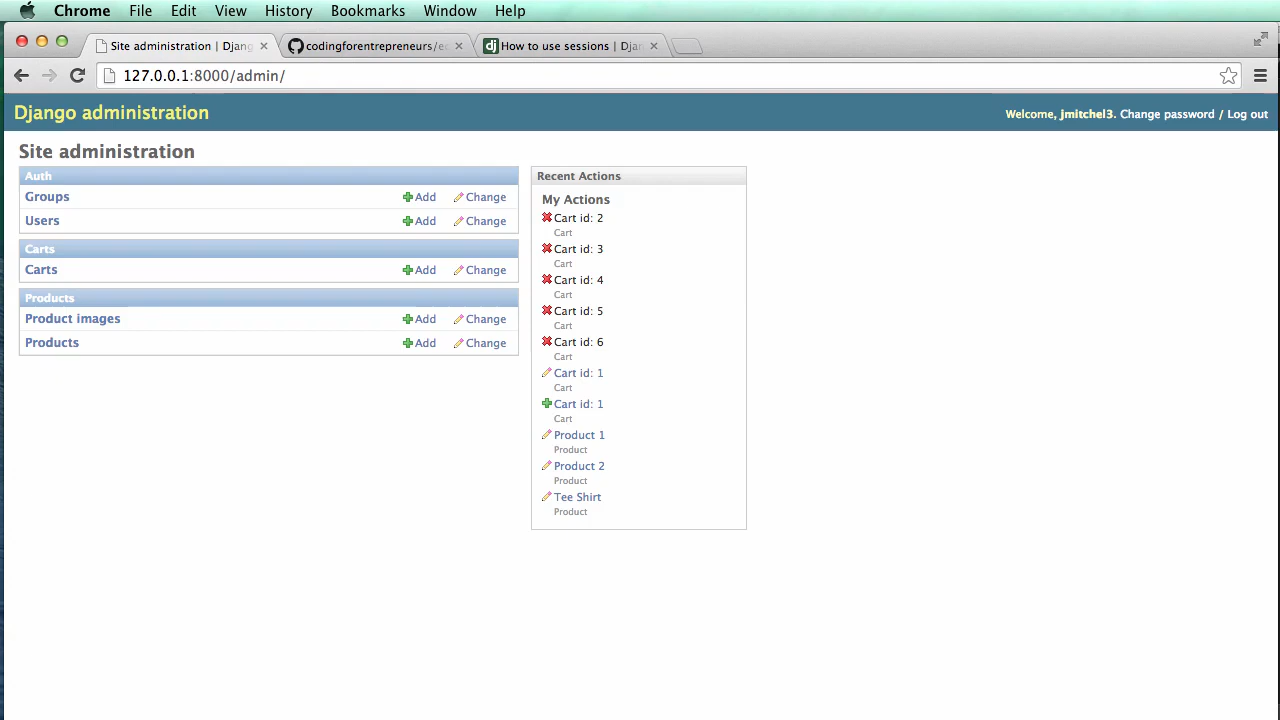 Chrome File Edit View History Bookmarks Window Help
Site administration | Djang
codingforentrepreneurs/e
How to use sessions | Djar
127.0.0.1:8000/admin/
Django administration
Welcome, jmitchel3. Change password / Log out
Site administration
Auth
Groups Add Change
Users Add Change
Carts
Carts Add Change
Products
Product images Add Change
Products Add Change
Recent Actions
My Actions
Cart id: 2
Cart
Cart id: 3
Cart
Cart id: 4
Cart
Cart id: 5
Cart
Cart id: 6
Cart
Cart id: 1
Cart
Cart id: 1
Cart
Product 1
Product
Product 2
Product
Tee Shirt
Product